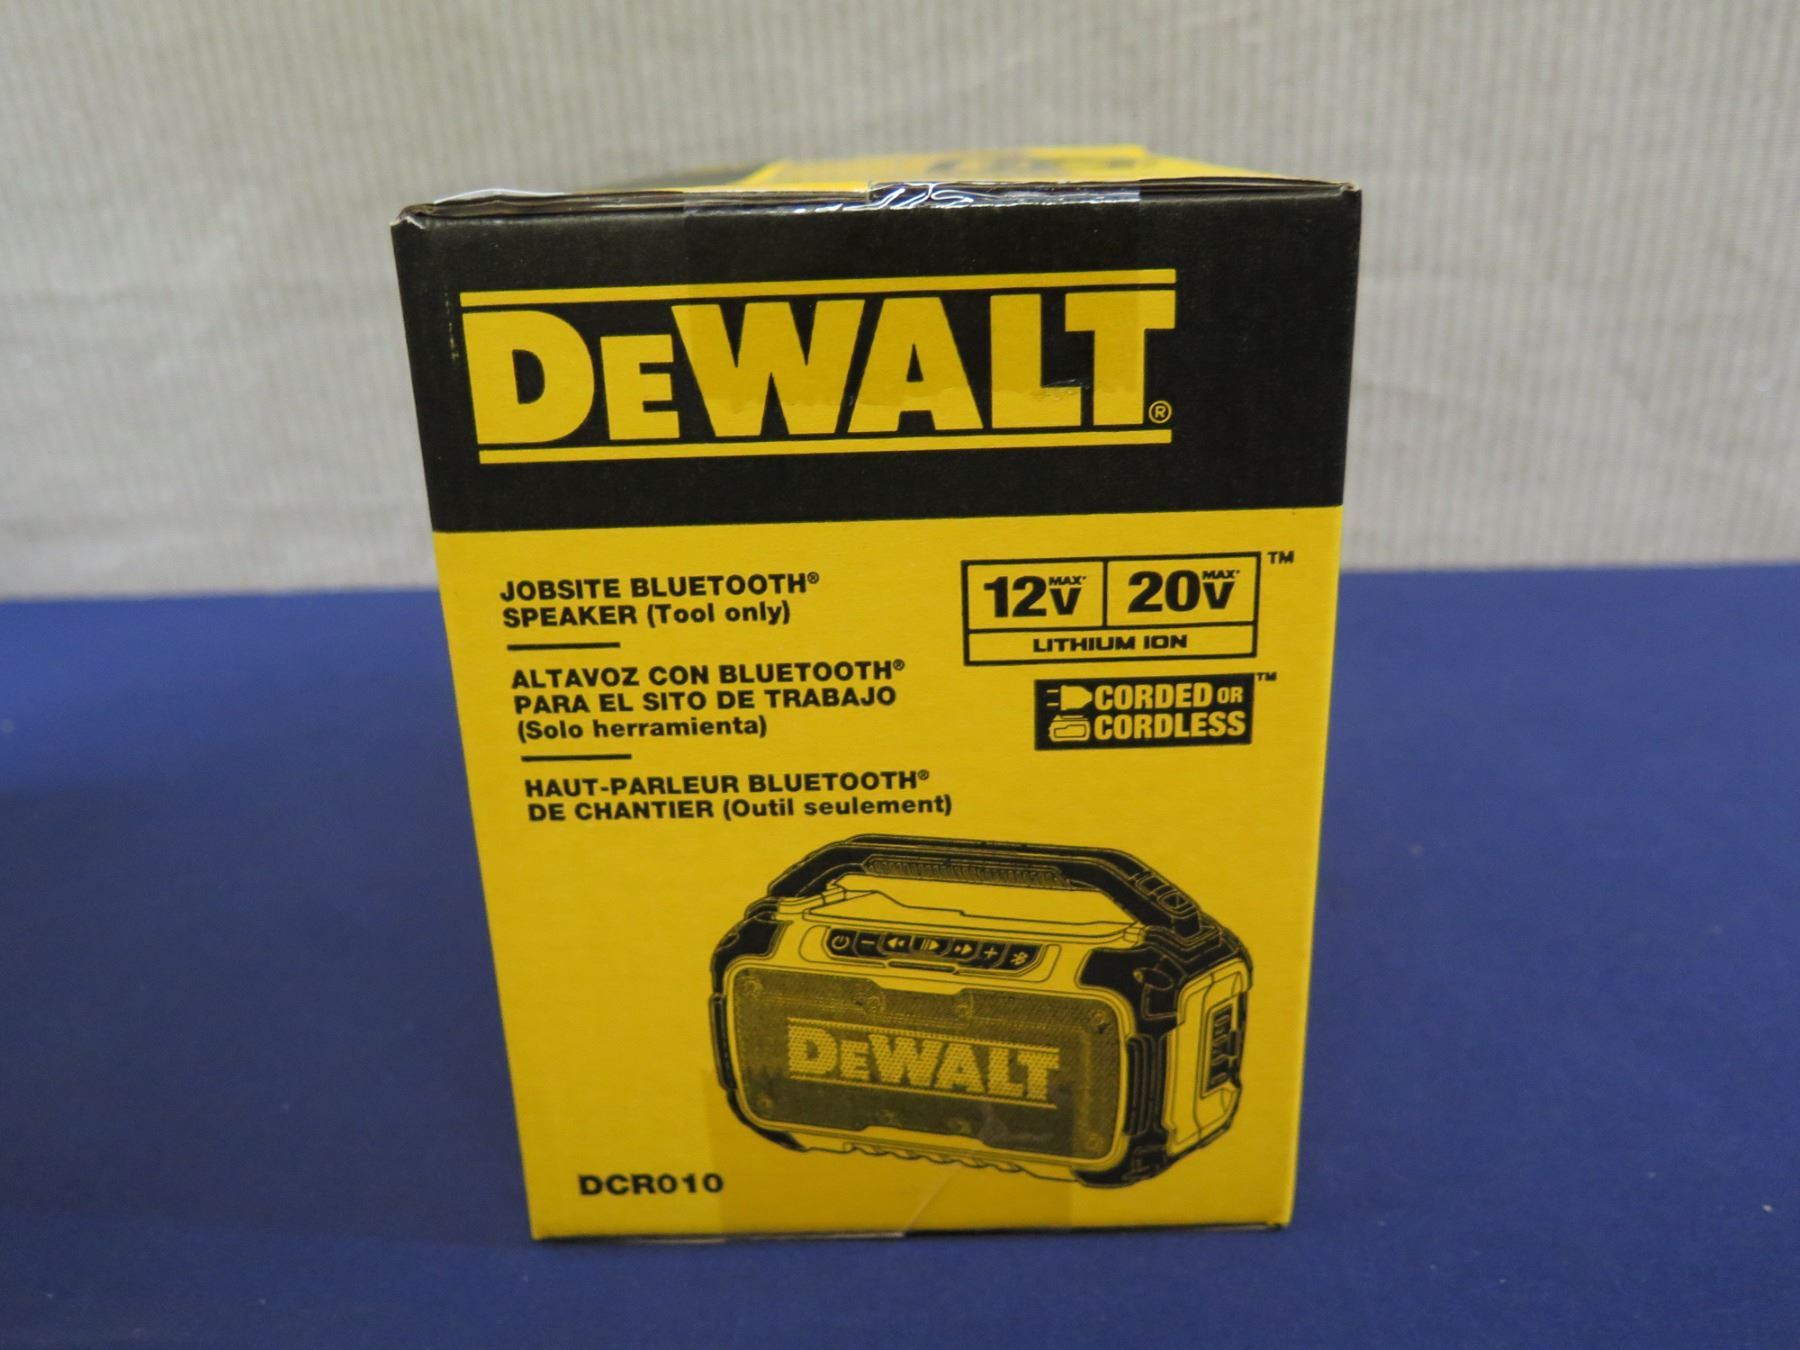 DEWALT®
JOBSITE BLUETOOTH®
SPEAKER (Tool only)
ALTAVOZ CON BLUETOOTH®
PARA EL SITO DE TRABAJO
(Solo herramienta)
HAUT-PARLEUR BLUETOOTH®
DE CHANTIER (Outil seulement)
12V MAX* 20V MAX* ™
LITHIUM ION
CORDED OR ™
CORDLESS
DEWALT
DCR010